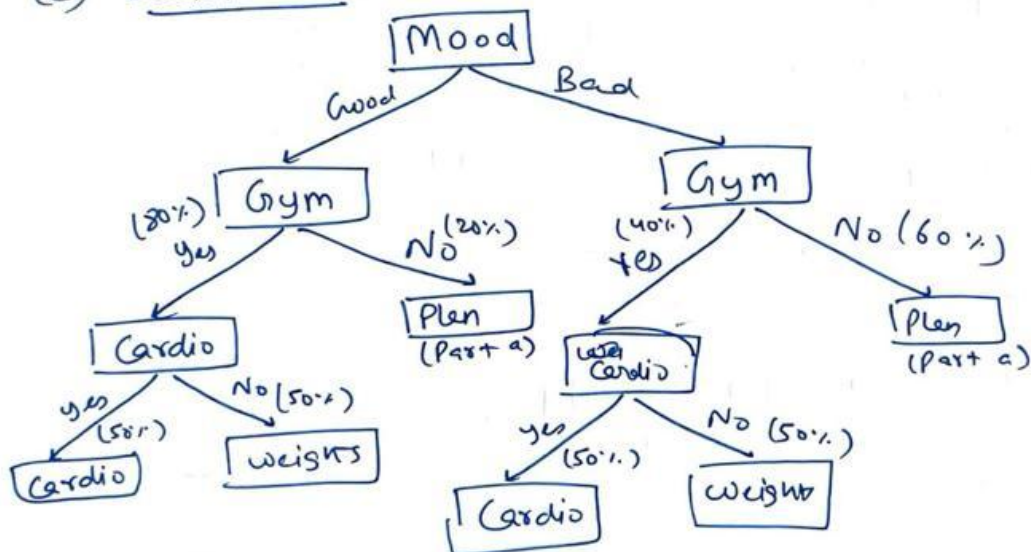 Mood
Good
Bad
Gym
Gym
(80%)
yes
No (20%)
(40%)
yes
No (60%)
Cardio
Plan
(Part a)
Cardio
Plan
(Part a)
yes
(50%)
No (50%)
yes
(50%)
No (50%)
Cardio
weights
Cardio
weights